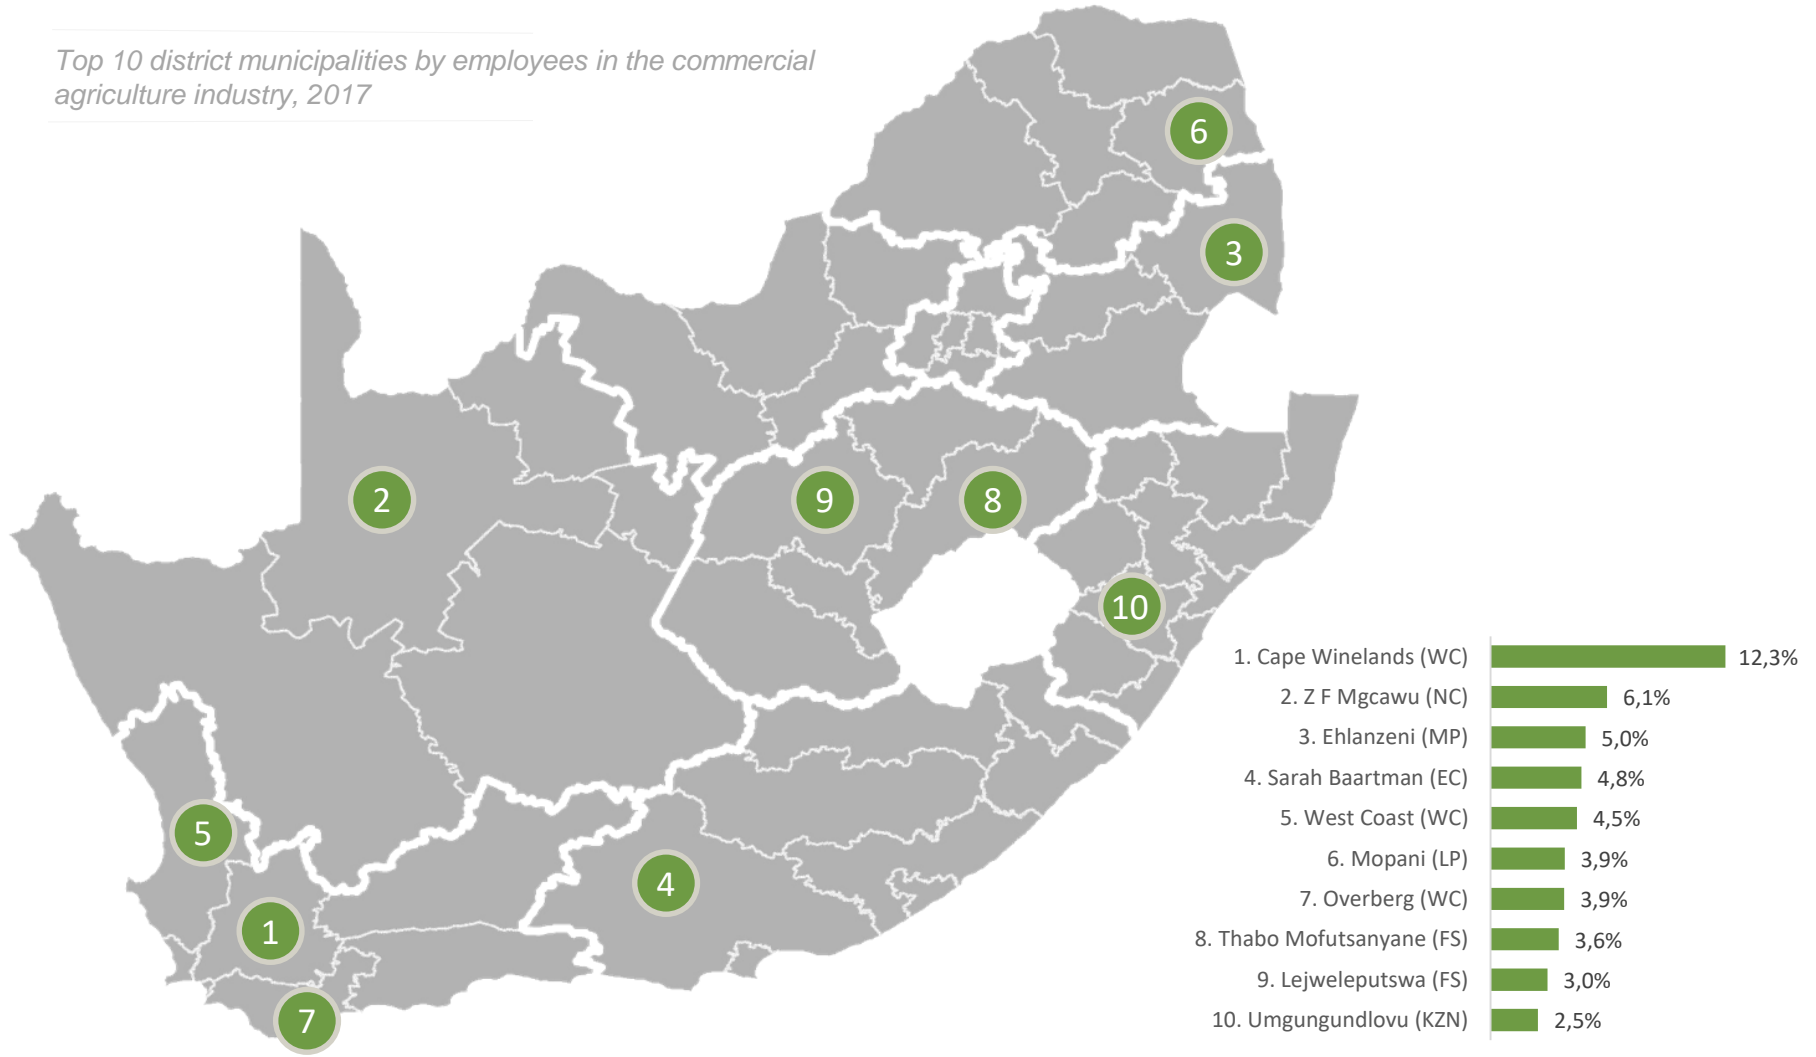 Top 10 district municipalities by employees in the commercial
agriculture industry, 2017
6
3
2
9
8
10
5
4
1
7
1. Cape Winelands (WC) 12,3%
2. Z F Mgcawu (NC) 6,1%
3. Ehlanzeni (MP) 5,0%
4. Sarah Baartman (EC) 4,8%
5. West Coast (WC) 4,5%
6. Mopani (LP) 3,9%
7. Overberg (WC) 3,9%
8. Thabo Mofutsanyane (FS) 3,6%
9. Lejweleputswa (FS) 3,0%
10. Umgungundlovu (KZN) 2,5%